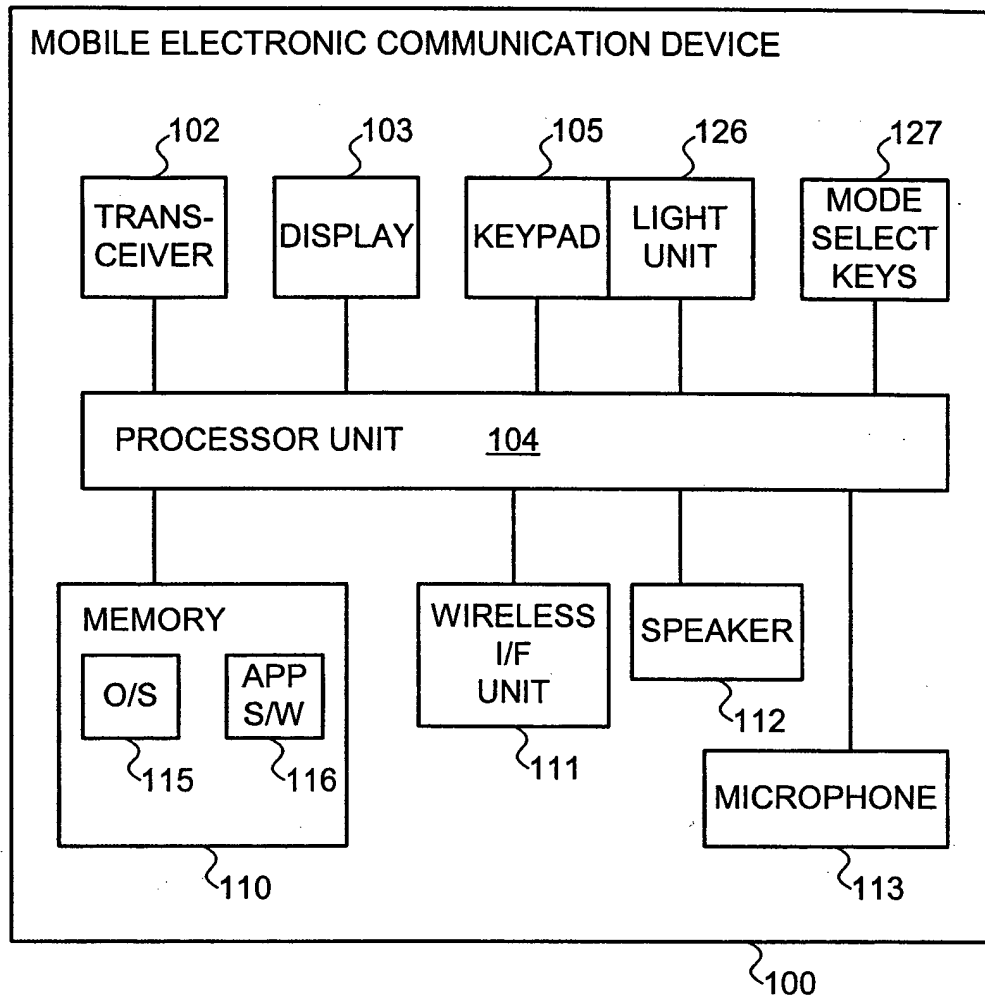 MOBILE ELECTRONIC COMMUNICATION DEVICE
102
103
105
126
127
TRANS-
CEIVER
DISPLAY
KEYPAD
LIGHT
UNIT
MODE
SELECT
KEYS
PROCESSOR UNIT 104
MEMORY
O/S
APP
S/W
115
116
110
WIRELESS
I/F
UNIT
111
SPEAKER
112
MICROPHONE
113
100